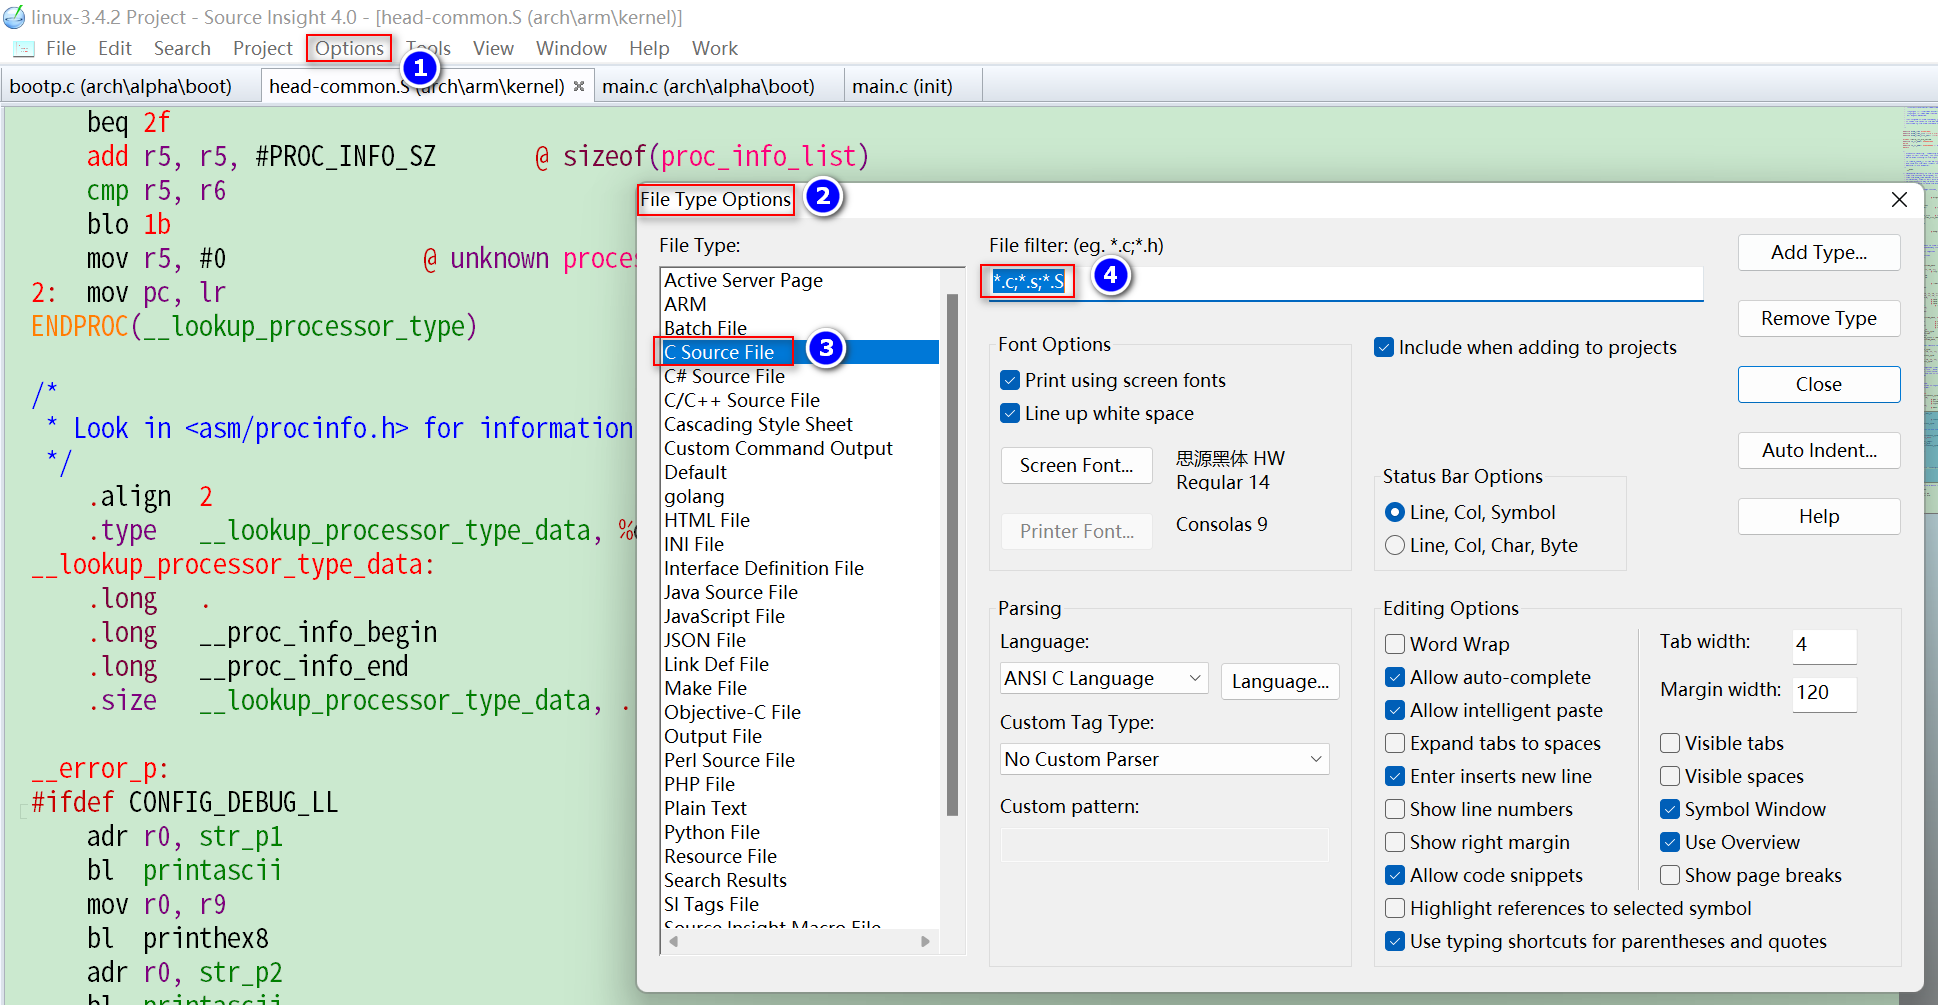 linux-3.4.2 Project - Source Insight 4.0 - [head-common.S (arch\arm\kernel)]
File Edit Search Project Options Tools View Window Help Work
1
bootp.c (arch\alpha\boot) head-common.S (arch\arm\kernel) main.c (arch\alpha\boot) main.c (init)
beq 2f
add r5, r5, #PROC_INFO_SZ @ sizeof(proc_info_list)
cmp r5, r6
blo 1b
mov r5, #0 @ unknown proces
2: mov pc, lr
ENDPROC(__lookup_processor_type)
/*
* Look in <asm/procinfo.h> for information
*/
.align 2
.type __lookup_processor_type_data, %
__lookup_processor_type_data:
.long .
.long __proc_info_begin
.long __proc_info_end
.size __lookup_processor_type_data, .
__error_p:
#ifdef CONFIG_DEBUG_LL
adr r0, str_p1
bl printascii
mov r0, r9
bl printhex8
adr r0, str_p2
bl printascii
File Type Options
2
File Type:
Active Server Page
ARM
Batch File
C Source File
3
C# Source File
C/C++ Source File
Cascading Style Sheet
Custom Command Output
Default
golang
HTML File
INI File
Interface Definition File
Java Source File
JavaScript File
JSON File
Link Def File
Make File
Objective-C File
Output File
Perl Source File
PHP File
Plain Text
Python File
Resource File
Search Results
SI Tags File
Source Insight Macro File
File filter: (eg. *.c;*.h)
*.c;*.s;*.S
4
Font Options
Print using screen fonts
Line up white space
Screen Font...
思源黑体 HW
Regular 14
Printer Font...
Consolas 9
Include when adding to projects
Status Bar Options
Line, Col, Symbol
Line, Col, Char, Byte
Add Type...
Remove Type
Close
Auto Indent...
Help
Parsing
Language:
ANSI C Language
Language...
Custom Tag Type:
No Custom Parser
Custom pattern:
Editing Options
Word Wrap
Allow auto-complete
Allow intelligent paste
Expand tabs to spaces
Enter inserts new line
Show line numbers
Show right margin
Allow code snippets
Highlight references to selected symbol
Use typing shortcuts for parentheses and quotes
Tab width: 4
Margin width: 120
Visible tabs
Visible spaces
Symbol Window
Use Overview
Show page breaks